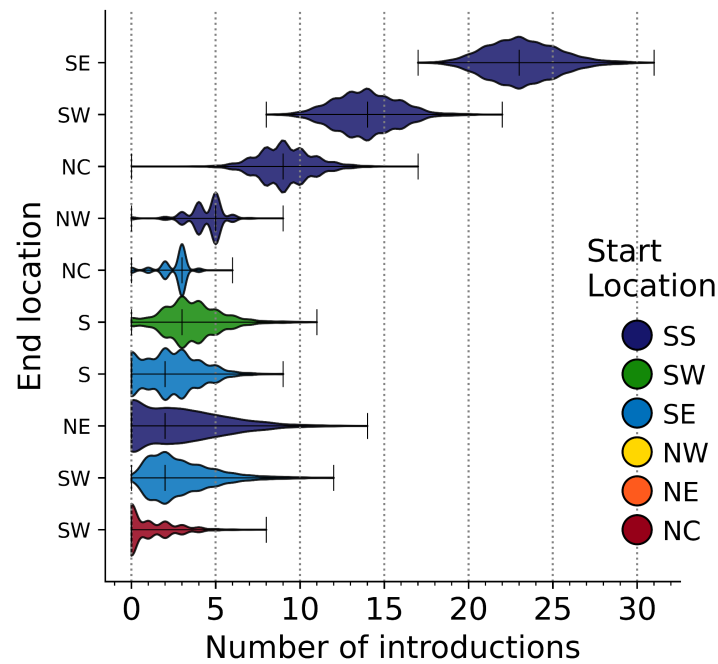 SE
SW
NC
NW
NC
S
S
NE
SW
SW
End location
0 5 10 15 20 25 30
Number of introductions
Start
Location
SS
SW
SE
NW
NE
NC